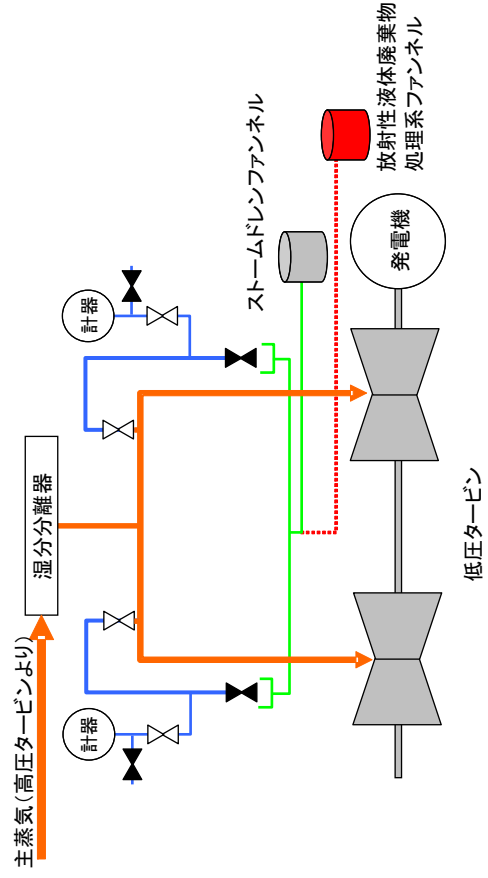 主蒸気(高圧タービンより)
湿分分離器
計器
計器
ストームドレンファンネル
放射性液体廃棄物
処理系ファンネル
発電機
低圧タービン